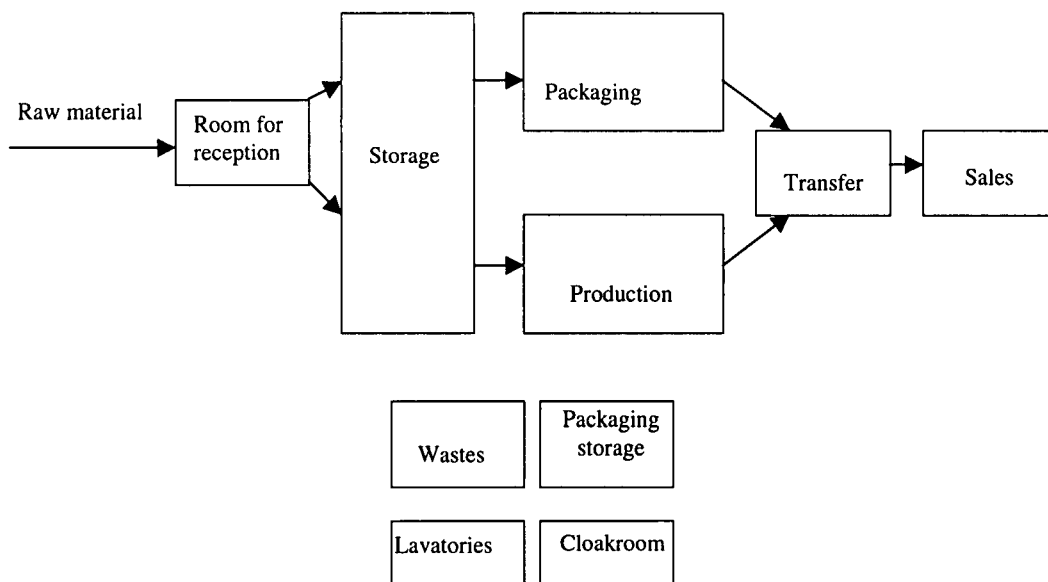 Raw material
Room for
reception
Storage
Packaging
Production
Transfer
Sales
Wastes
Packaging
storage
Lavatories
Cloakroom